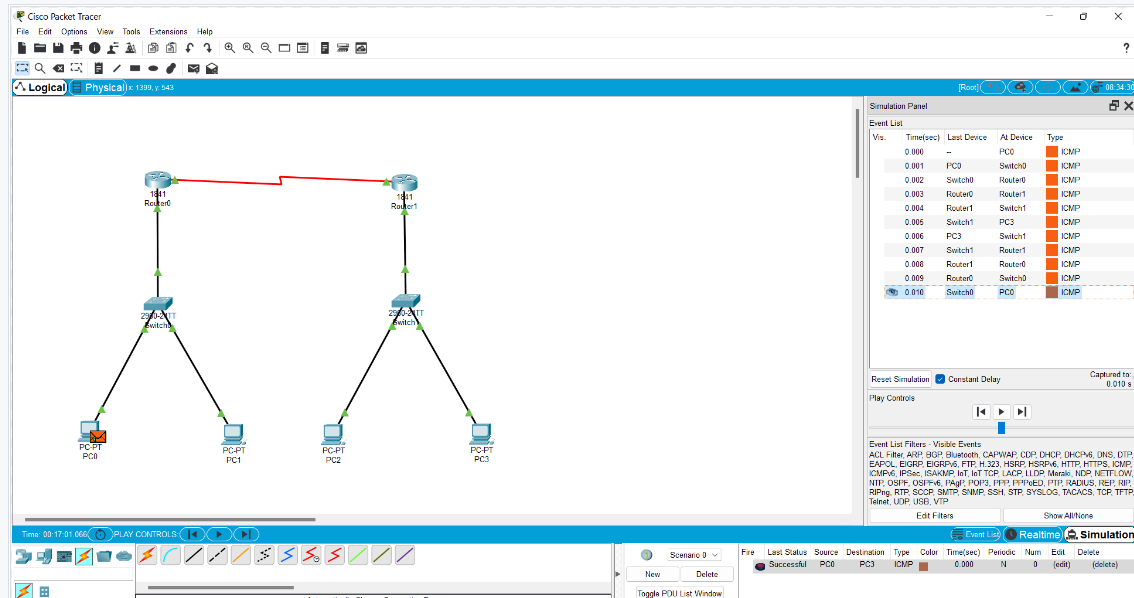 Cisco Packet Tracer
File Edit Options View Tools Extensions Help
?
Logical Physical x: 1399, y: 543 [Root] 08:34:30
1841
Router0
1841
Router1
2950-24TT
Switch0
2950-24TT
Switch1
PC-PT
PC0
PC-PT
PC1
PC-PT
PC2
PC-PT
PC3
Simulation Panel
Event List
Vis. Time(sec) Last Device At Device Type
0.000 -- PC0 ICMP
0.001 PC0 Switch0 ICMP
0.002 Switch0 Router0 ICMP
0.003 Router0 Router1 ICMP
0.004 Router1 Switch1 ICMP
0.005 Switch1 PC3 ICMP
0.006 PC3 Switch1 ICMP
0.007 Switch1 Router1 ICMP
0.008 Router1 Router0 ICMP
0.009 Router0 Switch0 ICMP
0.010 Switch0 PC0 ICMP
Reset Simulation Constant Delay Captured to:
0.010 s
Play Controls
Event List Filters - Visible Events
ACL Filter, ARP, BGP, Bluetooth, CAPWAP, CDP, DHCP, DHCPv6, DNS, DTP,
EAPOL, EIGRP, EIGRPv6, FTP, H.323, HSRP, HSRPv6, HTTP, HTTPS, ICMP,
ICMPv6, IPSec, ISAKMP, IoT, IoT TCP, LACP, LLDP, Meraki, NDP, NETFLOW,
NTP, OSPF, OSPFv6, PAgP, POP3, PPP, PPPoED, PTP, RADIUS, REP, RIP,
RIPng, RTP, SCCP, SMTP, SNMP, SSH, STP, SYSLOG, TACACS, TCP, TFTP,
Telnet, UDP, USB, VTP
Edit Filters Show All/None
Time: 00:17:01.066 PLAY CONTROLS: Event List Realtime Simulation
Scenario 0
New Delete
Toggle PDU List Window
Fire Last Status Source Destination Type Color Time(sec) Periodic Num Edit Delete
Successful PC0 PC3 ICMP 0.000 N 0 (edit) (delete)